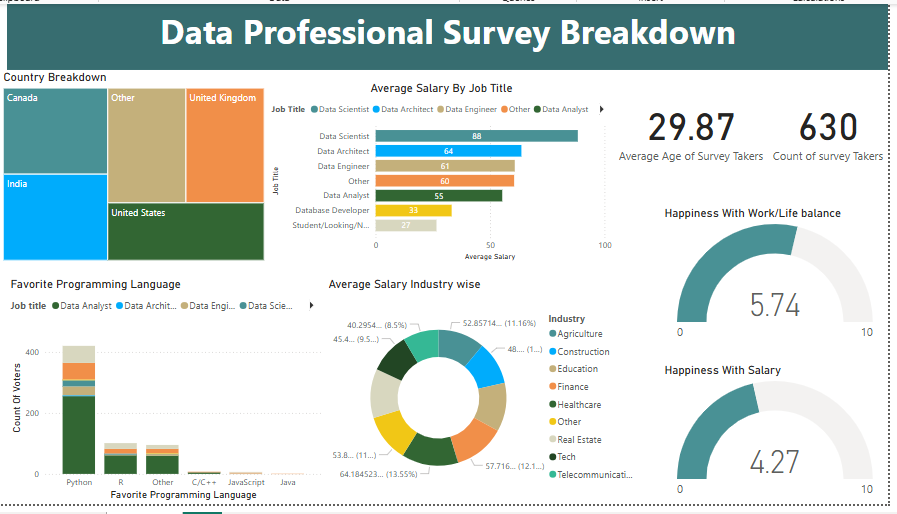 Data Professional Survey Breakdown
Country Breakdown
Canada
Other
United Kingdom
India
United States
Average Salary By Job Title
Job Title Data Scientist Data Architect Data Engineer Other Data Analyst
Job Title
Data Scientist 88
Data Architect 64
Data Engineer 61
Other 60
Data Analyst 55
Database Developer 33
Student/Looking/N... 27
0 50 100
Average Salary
29.87
Average Age of Survey Takers
630
Count of survey Takers
Happiness With Work/Life balance
5.74
0 10
Happiness With Salary
4.27
0 10
Favorite Programming Language
Job title Data Analyst Data Archit... Data Engi... Data Scie...
Count Of Voters
400
200
0
Python R Other C/C++ JavaScript Java
Favorite Programming Language
Average Salary Industry wise
40.2954... (8.5%)
52.85714... (11.16%)
45.4... (9.5...)
48.... (1...)
53.8... (11...)
57.716... (12.1...)
64.184523... (13.55%)
Industry
Agriculture
Construction
Education
Finance
Healthcare
Other
Real Estate
Tech
Telecommunicati...